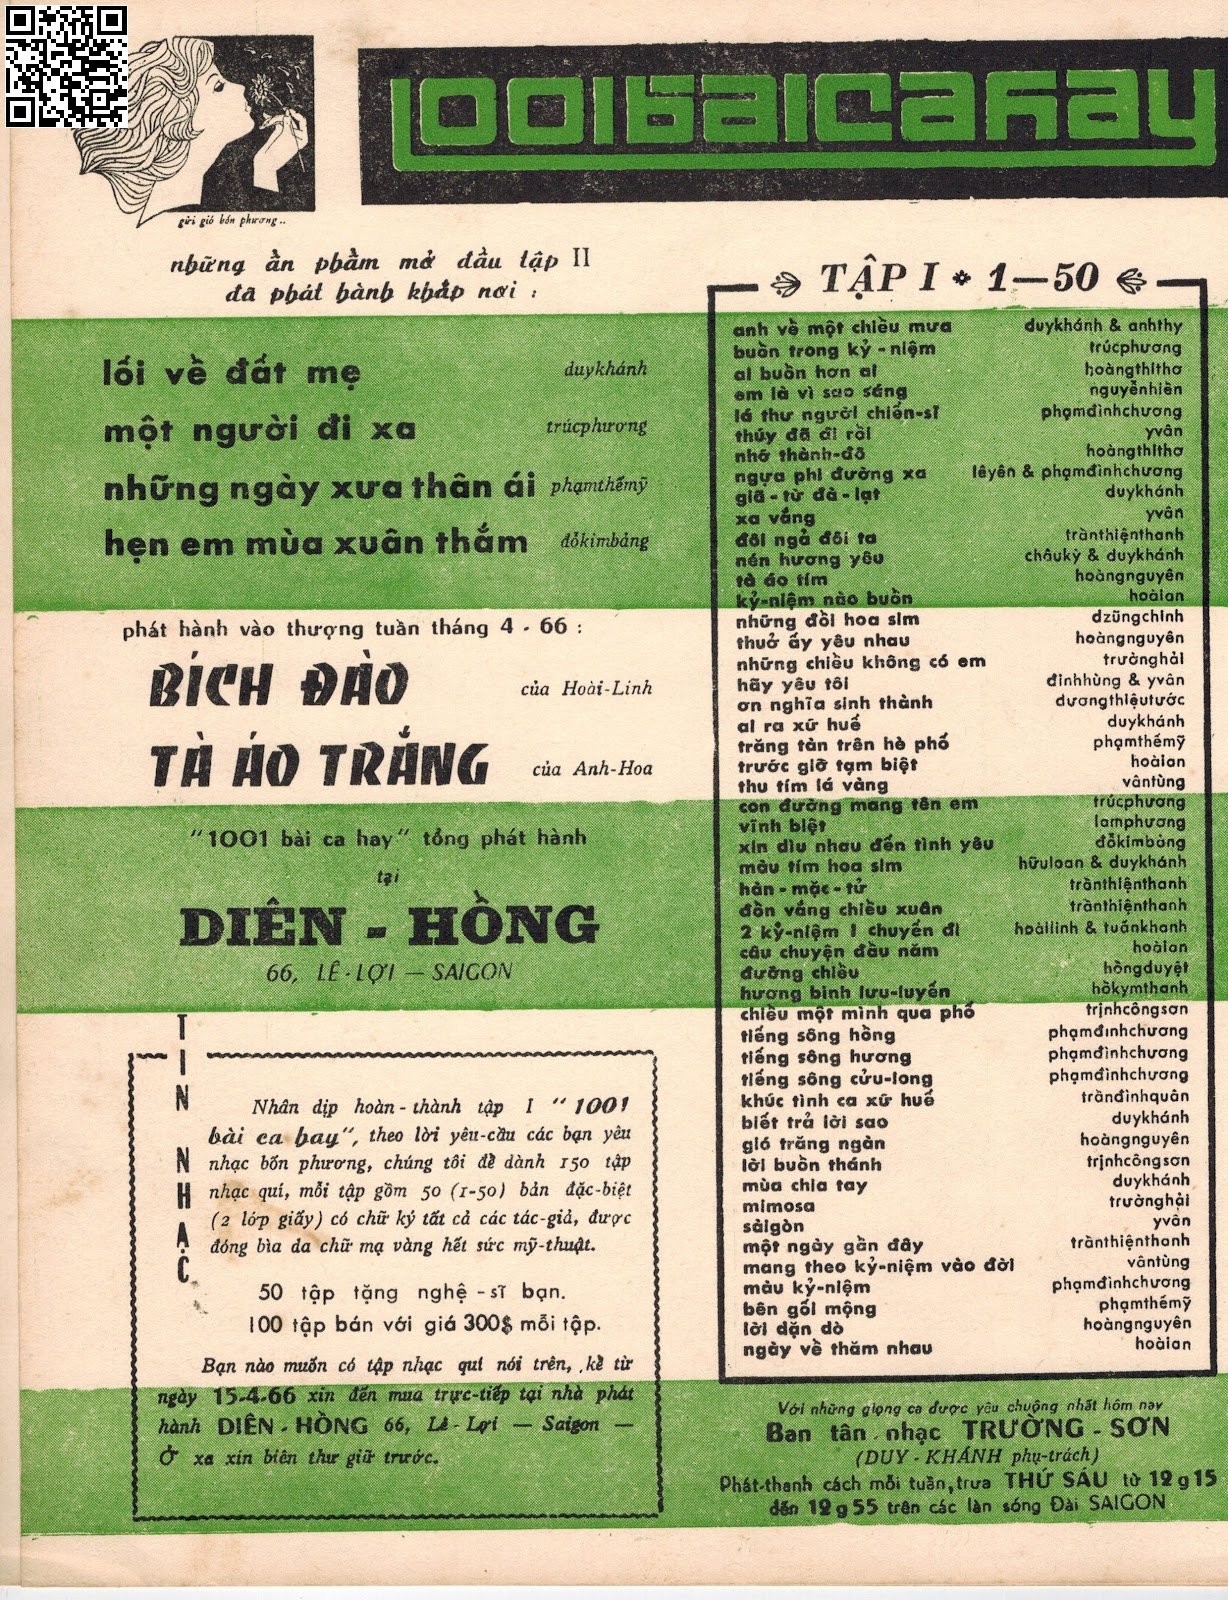 1001 bài ca hay
gửi gió bốn phương..
những ấn phẩm mở đầu tập II
đã phát hành khắp nơi :
lối về đất mẹ duykhánh
một người đi xa trúcphương
những ngày xưa thân ái phạmthếmỹ
hẹn em mùa xuân thắm đỗkimbảng
phát hành vào thượng tuần tháng 4 - 66 :
BÍCH ĐÀO của Hoài-Linh
TÀ ÁO TRẮNG của Anh-Hoa
"1001 bài ca hay" tổng phát hành
tại
DIÊN - HỒNG
66, LÊ-LỢI — SAIGON
TIN NHẠC
Nhân dịp hoàn-thành tập I "1001
bài ca hay", theo lời yêu-cầu các bạn yêu
nhạc bốn phương, chúng tôi để dành 150 tập
nhạc quí, mỗi tập gồm 50 (1-50) bản đặc-biệt
(2 lớp giấy) có chữ ký tất cả các tác-giả, được
đóng bìa da chữ mạ vàng hết sức mỹ-thuật.
50 tập tặng nghệ-sĩ bạn.
100 tập bán với giá 300$ mỗi tập.
Bạn nào muốn có tập nhạc quí nói trên, kể từ
ngày 15-4-66 xin đến mua trực-tiếp tại nhà phát
hành DIÊN-HỒNG 66, Lê-Lợi — Saigon —
Ở xa xin biên thư giữ trước.
TẬP I * 1—50
anh về một chiều mưa duykhánh & anhthy
buồn trong kỷ-niệm trúcphương
ai buồn hơn ai hoàngthithơ
em là vì sao sáng nguyễnhiền
lá thư người chiến-sĩ phạmđìnhchương
thúy đã đi rồi yvân
nhớ thành-đô hoàngthithơ
ngựa phi đường xa lêyên & phạmđìnhchương
giã-từ đà-lạt duykhánh
xa vắng yvân
đôi ngả đôi ta trầnthiệnthanh
nén hương yêu châukỳ & duykhánh
tà áo tím hoàngnguyên
kỷ-niệm nào buồn hoàian
những đồi hoa sim dzũngchinh
thuở ấy yêu nhau hoàngnguyên
những chiều không có em trườnghải
hãy yêu tôi đinhhùng & yvân
ơn nghĩa sinh thành dươngthiệutước
ai ra xứ huế duykhánh
trăng tàn trên hè phố phạmthếmỹ
trước giờ tạm biệt hoàian
thu tím lá vàng vântùng
con đường mang tên em trúcphương
vĩnh biệt lamphương
xin dìu nhau đến tình yêu đỗkimbảng
màu tím hoa sim hữuloan & duykhánh
hàn-mặc-tử trầnthiệnthanh
đồn vắng chiều xuân trầnthiệnthanh
2 kỷ-niệm 1 chuyến đi hoàilinh & tuấnkhanh
câu chuyện đầu năm hoàian
đường chiều hồngduyệt
hương bình lưu-luyến hồkỳmthanh
chiều một mình qua phố trịnhcôngsơn
tiếng sông hồng phạmđìnhchương
tiếng sông hương phạmđìnhchương
tiếng sông cửu-long phạmđìnhchương
khúc tình ca xứ huế trầnđìnhquân
biết trả lời sao duykhánh
gió trăng ngàn hoàngnguyên
lời buồn thánh trịnhcôngsơn
mùa chia tay duykhánh
mimosa trườnghải
sàigòn yvân
một ngày gần đây trầnthiệnthanh
mang theo kỷ-niệm vào đời vântùng
màu kỷ-niệm phạmđìnhchương
bên gối mộng phạmthếmỹ
lời dặn dò hoàngnguyên
ngày về thăm nhau hoàian
Với những giọng ca được yêu chuộng nhất hôm nay
Ban tân nhạc TRƯỜNG-SƠN
(DUY-KHÁNH phụ-trách)
Phát-thanh cách mỗi tuần, trưa THỨ SÁU từ 12g15
đến 12g55 trên các làn sóng Đài SAIGON